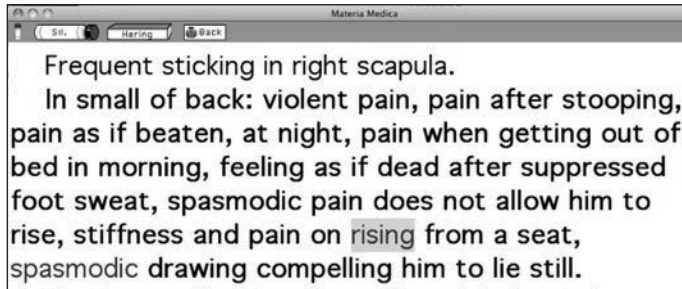 Materia Medica
Sil. Hering Back
Frequent sticking in right scapula.
In small of back: violent pain, pain after stooping,
pain as if beaten, at night, pain when getting out of
bed in morning, feeling as if dead after suppressed
foot sweat, spasmodic pain does not allow him to
rise, stiffness and pain on rising from a seat,
spasmodic drawing compelling him to lie still.